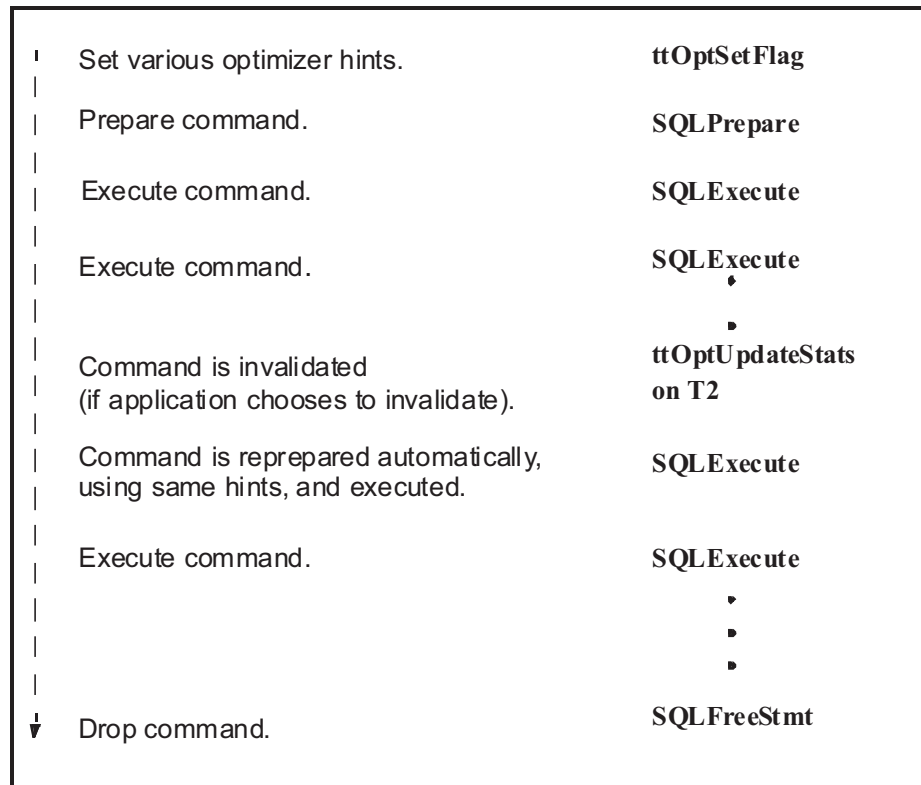 Set various optimizer hints. ttOptSetFlag
Prepare command. SQLPrepare
Execute command. SQLExecute
Execute command. SQLExecute
Command is invalidated ttOptUpdateStats
(if application chooses to invalidate). on T2
Command is reprepared automatically, SQLExecute
using same hints, and executed.
Execute command. SQLExecute
Drop command. SQLFreeStmt